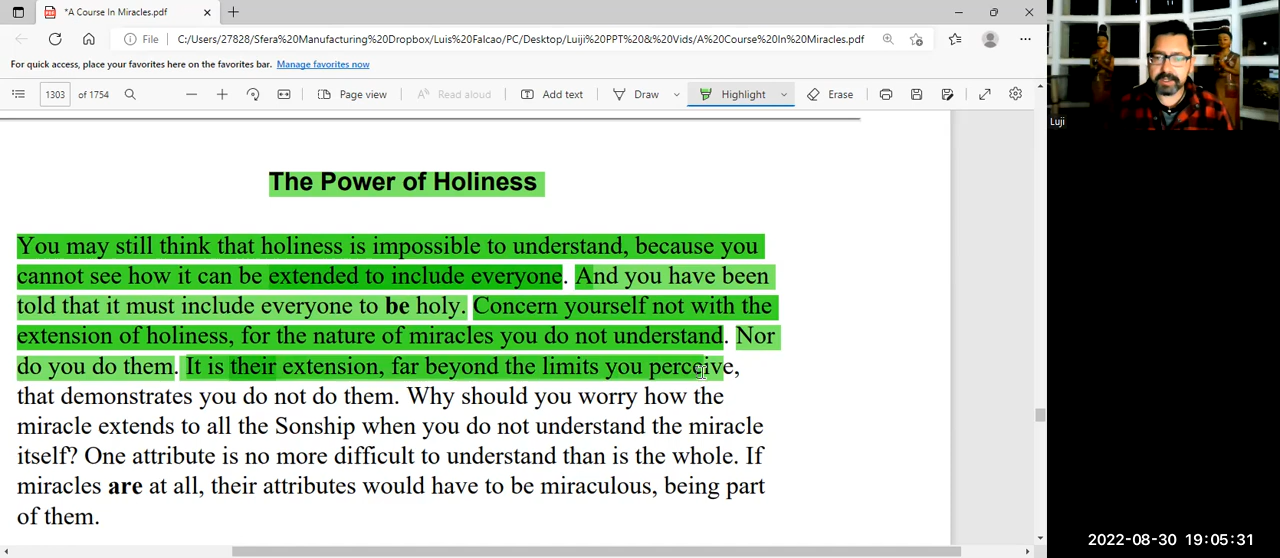 *A Course In Miracles.pdf
File
C:/Users/27828/Sfera%20Manufacturing%20Dropbox/Luis%20Falcao/PC/Desktop/Luiji%20PPT%20&%20Vids/A%20Course%20In%20Miracles.pdf
For quick access, place your favorites here on the favorites bar. Manage favorites now
1303 of 1754
Page view
Read aloud
Add text
Draw
Highlight
Erase
Luji
The Power of Holiness
You may still think that holiness is impossible to understand, because you
cannot see how it can be extended to include everyone. And you have been
told that it must include everyone to be holy. Concern yourself not with the
extension of holiness, for the nature of miracles you do not understand. Nor
do you do them. It is their extension, far beyond the limits you perceive,
that demonstrates you do not do them. Why should you worry how the
miracle extends to all the Sonship when you do not understand the miracle
itself? One attribute is no more difficult to understand than is the whole. If
miracles are at all, their attributes would have to be miraculous, being part
of them.
2022-08-30 19:05:31